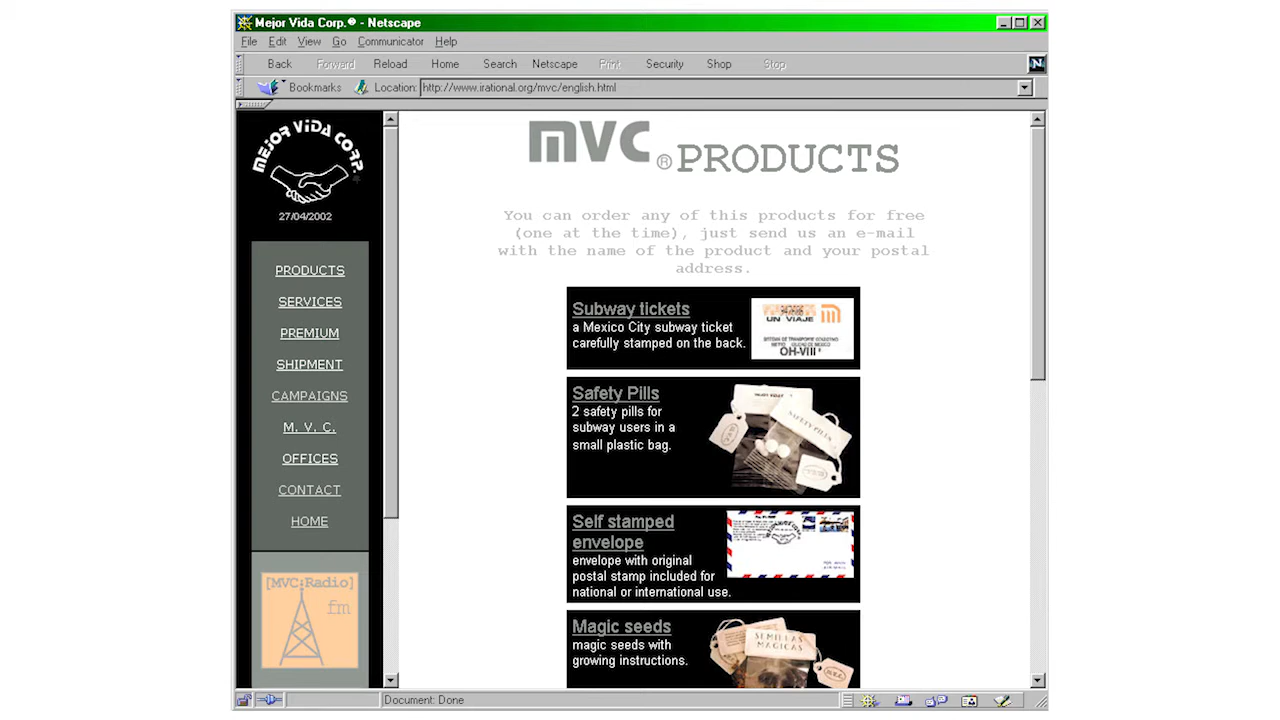 Mejor Vida Corp.® - Netscape
File Edit View Go Communicator Help
Back Forward Reload Home Search Netscape Print Security Shop Stop
Bookmarks Location: http://www.irational.org/mvc/english.html
MEJOR VIDA CORP.
27/04/2002
PRODUCTS
SERVICES
PREMIUM
SHIPMENT
CAMPAIGNS
M. V. C.
OFFICES
CONTACT
HOME
[MVC:Radio]
fm
MVC ® PRODUCTS
You can order any of this products for free
(one at the time), just send us an e-mail
with the name of the product and your postal
address.
Subway tickets
a Mexico City subway ticket
carefully stamped on the back.
UN VIAJE
OH-VIII
Safety Pills
2 safety pills for
subway users in a
small plastic bag.
SAFETY PILLS
Self stamped
envelope
envelope with original
postal stamp included for
national or international use.
Magic seeds
magic seeds with
growing instructions.
SEMILLAS
MAGICAS
Document: Done